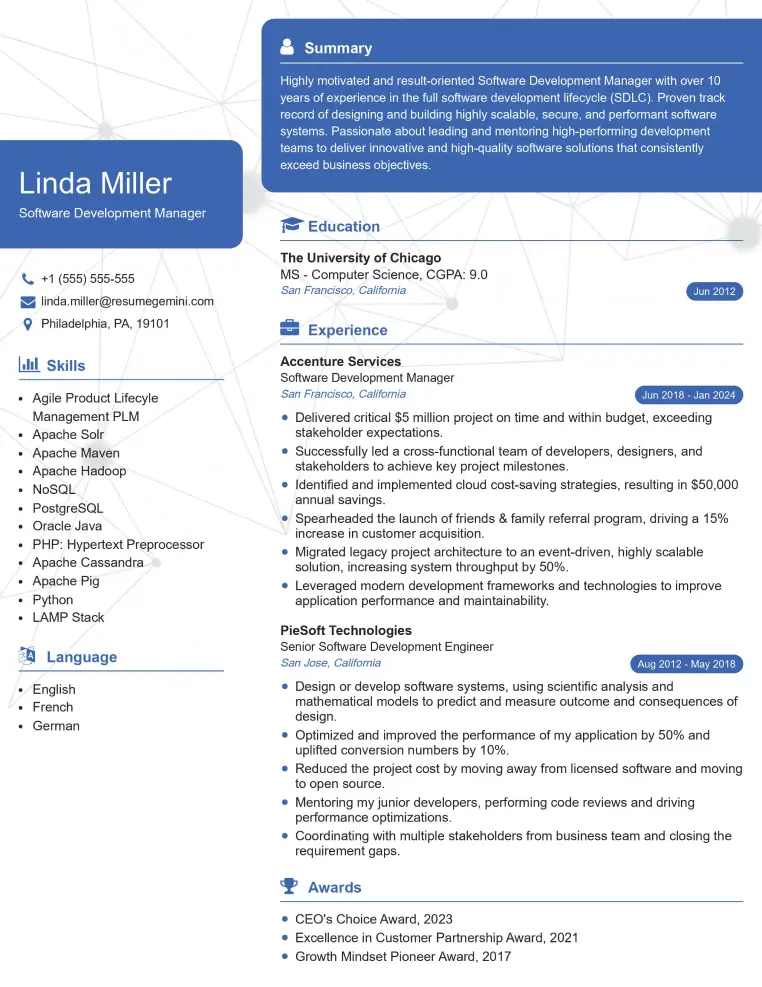 Linda Miller
Software Development Manager
+1 (555) 555-555
linda.miller@resumegemini.com
Philadelphia, PA, 19101
Skills
Agile Product Lifecyle
Management PLM
Apache Solr
Apache Maven
Apache Hadoop
NoSQL
PostgreSQL
Oracle Java
PHP: Hypertext Preprocessor
Apache Cassandra
Apache Pig
Python
LAMP Stack
Language
English
French
German
Summary
Highly motivated and result-oriented Software Development Manager with over 10
years of experience in the full software development lifecycle (SDLC). Proven track
record of designing and building highly scalable, secure, and performant software
systems. Passionate about leading and mentoring high-performing development
teams to deliver innovative and high-quality software solutions that consistently
exceed business objectives.
Education
The University of Chicago
MS - Computer Science, CGPA: 9.0
San Francisco, California
Jun 2012
Experience
Accenture Services
Software Development Manager
San Francisco, California
Jun 2018 - Jan 2024
Delivered critical $5 million project on time and within budget, exceeding
stakeholder expectations.
Successfully led a cross-functional team of developers, designers, and
stakeholders to achieve key project milestones.
Identified and implemented cloud cost-saving strategies, resulting in $50,000
annual savings.
Spearheaded the launch of friends & family referral program, driving a 15%
increase in customer acquisition.
Migrated legacy project architecture to an event-driven, highly scalable
solution, increasing system throughput by 50%.
Leveraged modern development frameworks and technologies to improve
application performance and maintainability.
PieSoft Technologies
Senior Software Development Engineer
San Jose, California
Aug 2012 - May 2018
Design or develop software systems, using scientific analysis and
mathematical models to predict and measure outcome and consequences of
design.
Optimized and improved the performance of my application by 50% and
uplifted conversion numbers by 10%.
Reduced the project cost by moving away from licensed software and moving
to open source.
Mentoring my junior developers, performing code reviews and driving
performance optimizations.
Coordinating with multiple stakeholders from business team and closing the
requirement gaps.
Awards
CEO's Choice Award, 2023
Excellence in Customer Partnership Award, 2021
Growth Mindset Pioneer Award, 2017